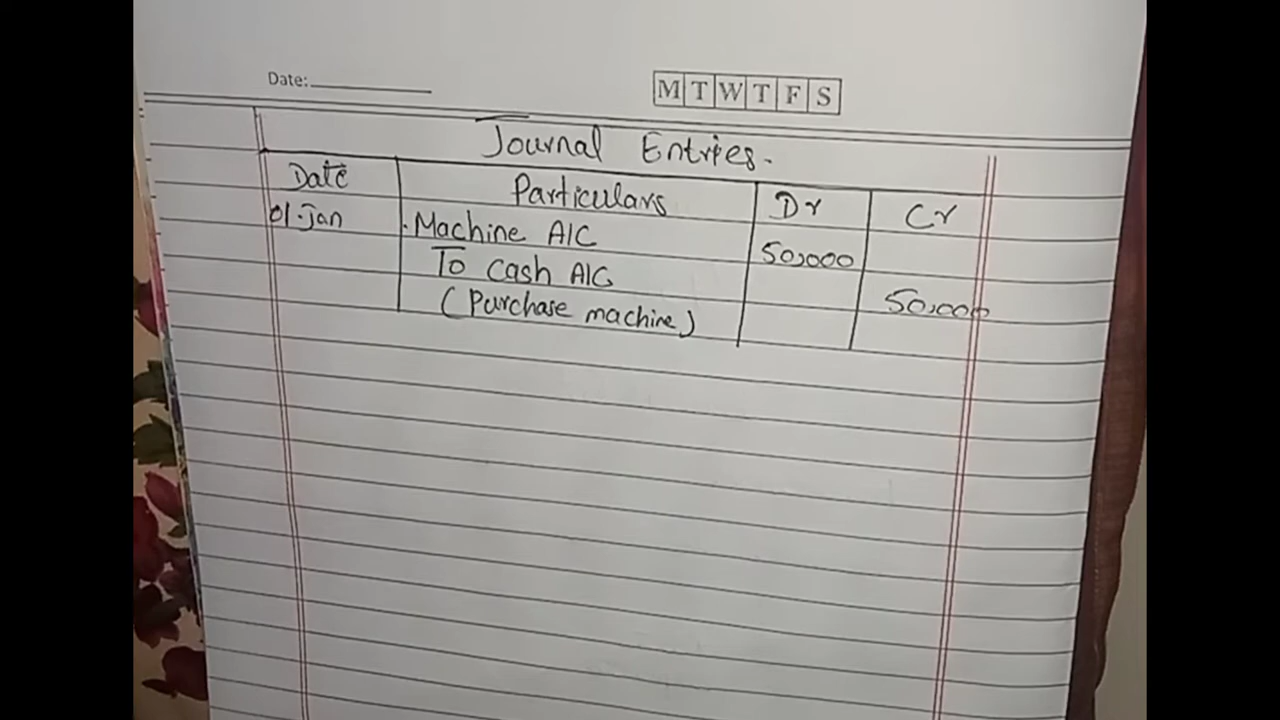 Date:
M T W T F S
Journal Entries.
Date Particulars Dr Cr
01.Jan Machine A/C 50,000
To cash A/C 50,000
(Purchase machine)